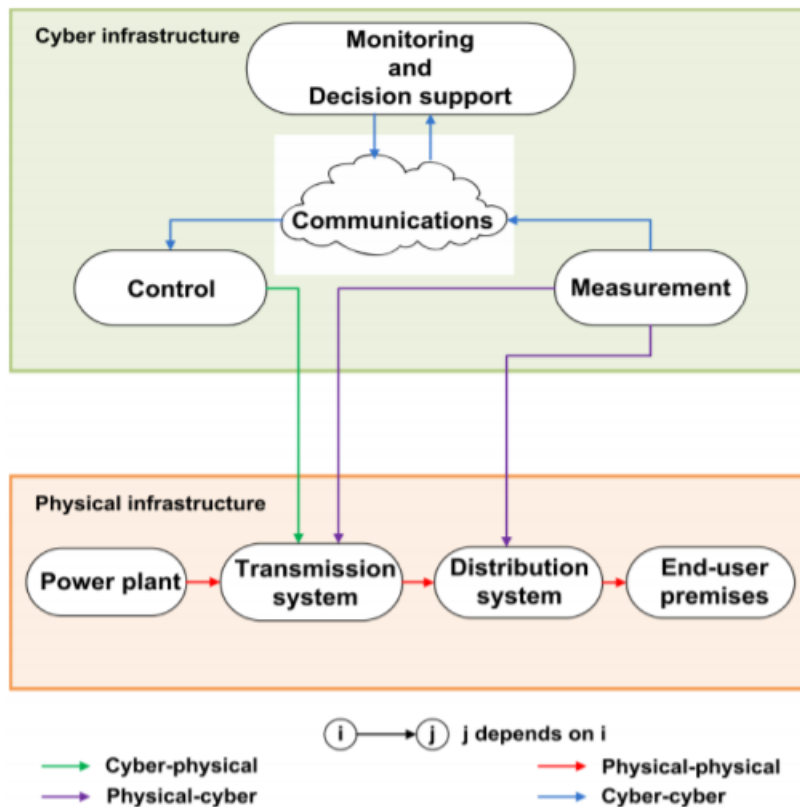 Cyber infrastructure
Monitoring
and
Decision support
Communications
Control
Measurement
Physical infrastructure
Power plant
Transmission
system
Distribution
system
End-user
premises
i
j
j depends on i
Cyber-physical
Physical-physical
Physical-cyber
Cyber-cyber